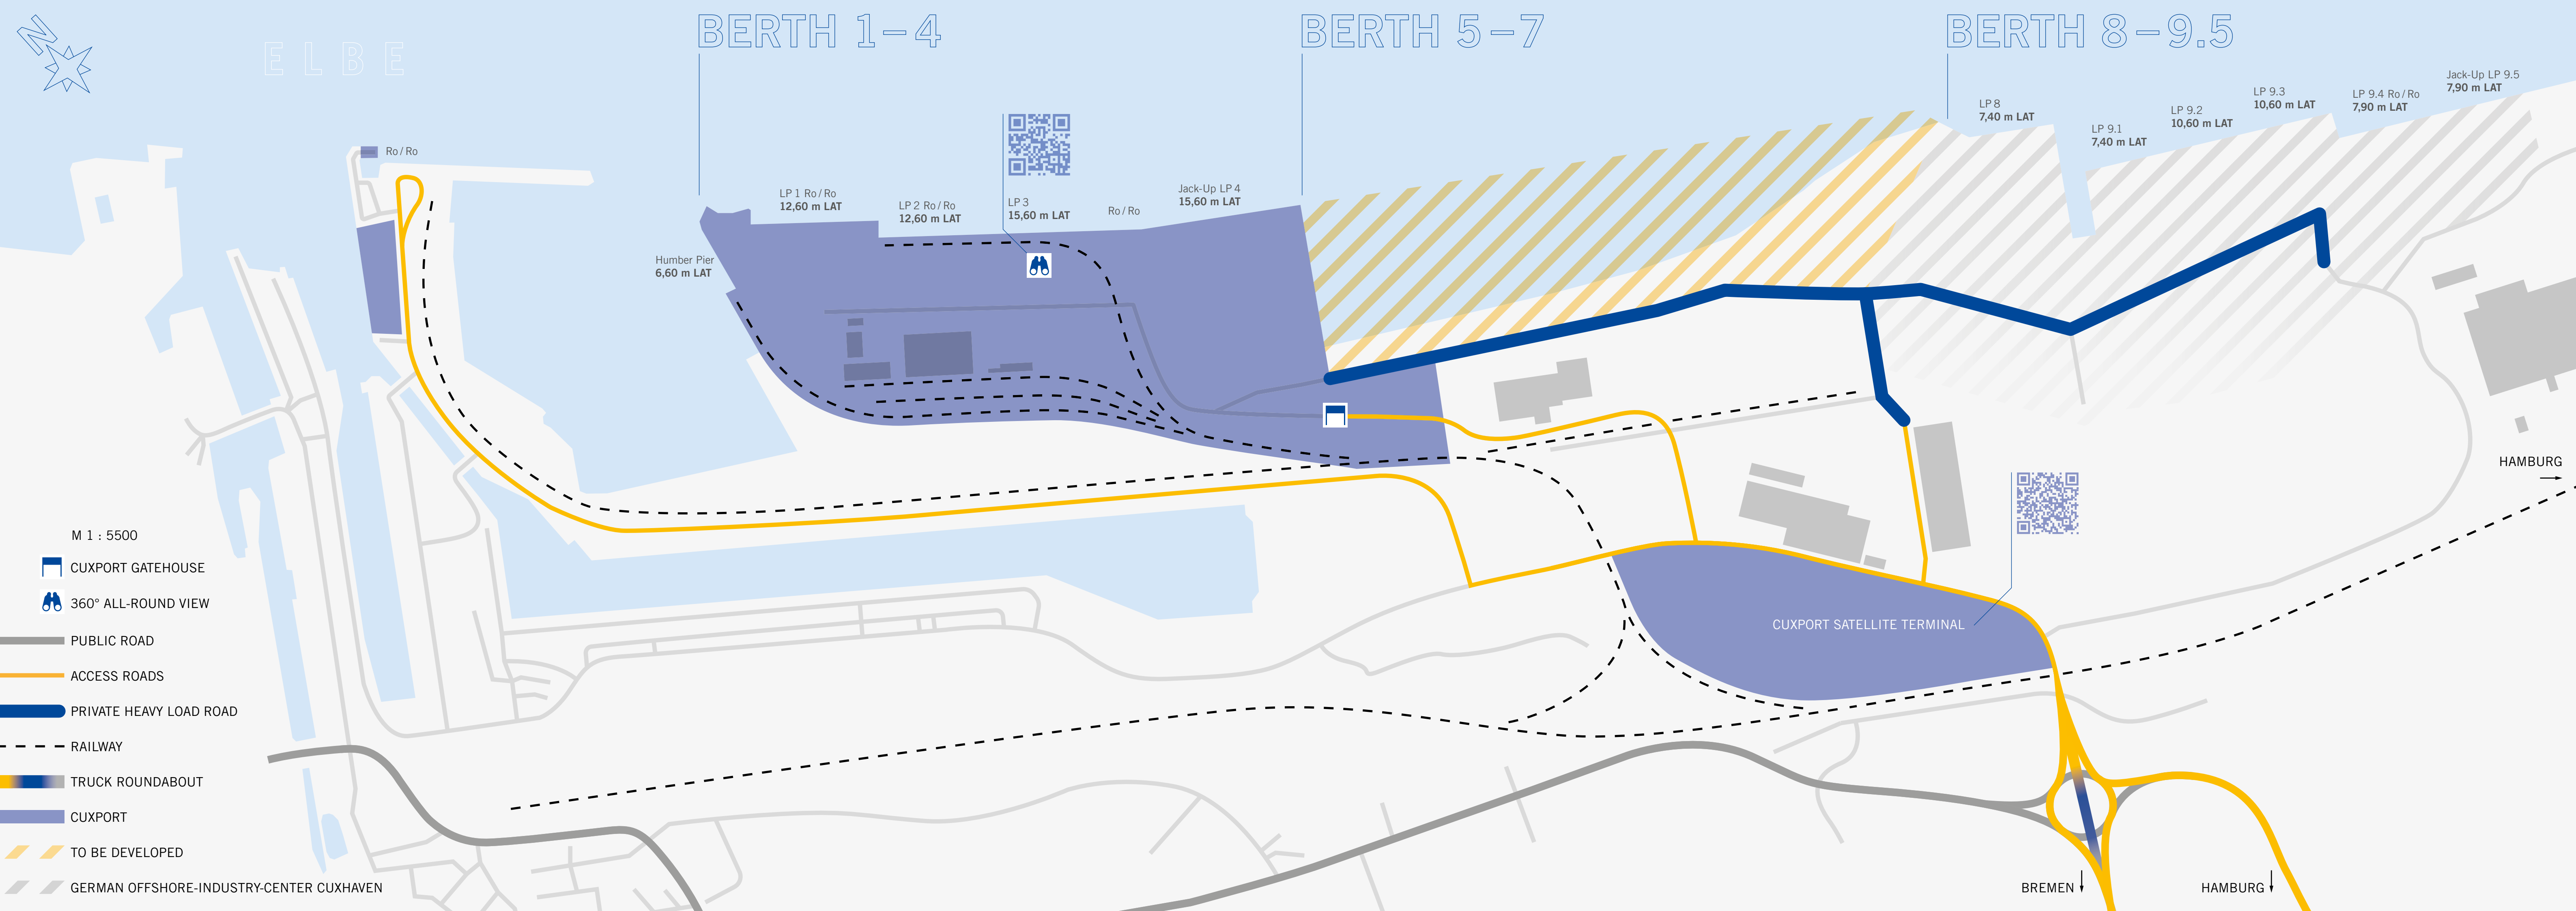 N
ELBE
BERTH 1–4
BERTH 5–7
BERTH 8–9.5
Ro / Ro
Humber Pier
6,60 m LAT
LP 1 Ro / Ro
12,60 m LAT
LP 2 Ro / Ro
12,60 m LAT
LP 3
15,60 m LAT
Ro / Ro
Jack-Up LP 4
15,60 m LAT
LP 8
7,40 m LAT
LP 9.1
7,40 m LAT
LP 9.2
10,60 m LAT
LP 9.3
10,60 m LAT
LP 9.4 Ro / Ro
7,90 m LAT
Jack-Up LP 9.5
7,90 m LAT
HAMBURG
CUXPORT SATELLITE TERMINAL
M 1 : 5500
CUXPORT GATEHOUSE
360° ALL-ROUND VIEW
PUBLIC ROAD
ACCESS ROADS
PRIVATE HEAVY LOAD ROAD
RAILWAY
TRUCK ROUNDABOUT
CUXPORT
TO BE DEVELOPED
GERMAN OFFSHORE-INDUSTRY-CENTER CUXHAVEN
BREMEN
HAMBURG